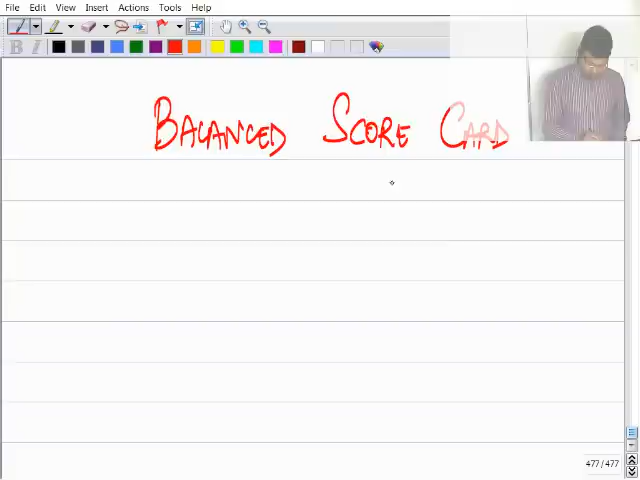 File Edit View Insert Actions Tools Help
B I
BALANCED SCORE CARD
477/477